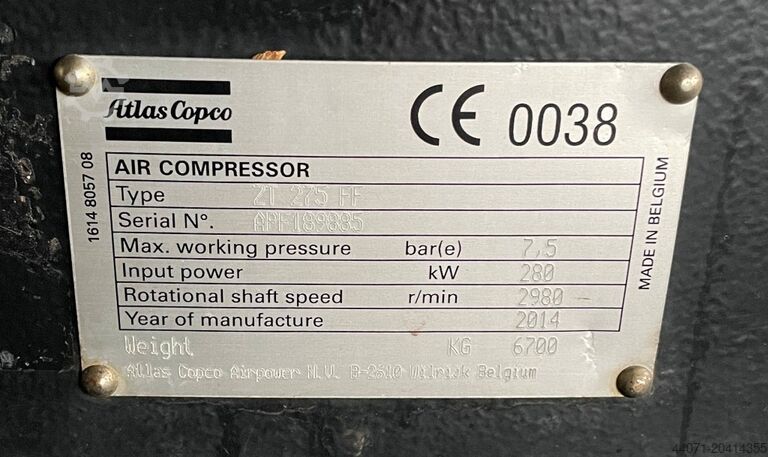 Atlas Copco
CE 0038
1614 8057 08
AIR COMPRESSOR
Type ZT 275 FF
Serial N°. APF189885
Max. working pressure bar(e) 7,5
Input power kW 280
Rotational shaft speed r/min 2980
Year of manufacture 2014
Weight KG 6700
Atlas Copco Airpower N.V. B-2610 Wilrijk Belgium
MADE IN BELGIUM
44071-20414355